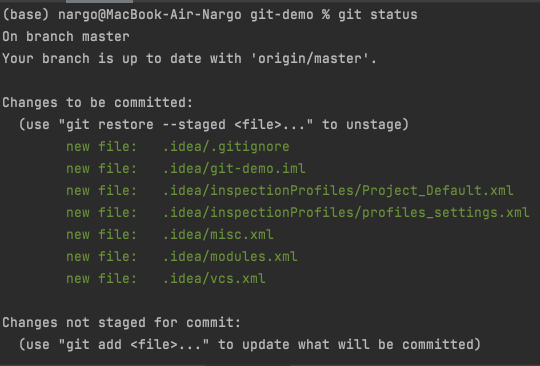 (base) nargo@MacBook-Air-Nargo git-demo % git status
On branch master
Your branch is up to date with 'origin/master'.
Changes to be committed:
(use "git restore --staged <file>..." to unstage)
new file: .idea/.gitignore
new file: .idea/git-demo.iml
new file: .idea/inspectionProfiles/Project_Default.xml
new file: .idea/inspectionProfiles/profiles_settings.xml
new file: .idea/misc.xml
new file: .idea/modules.xml
new file: .idea/vcs.xml
Changes not staged for commit:
(use "git add <file>..." to update what will be committed)